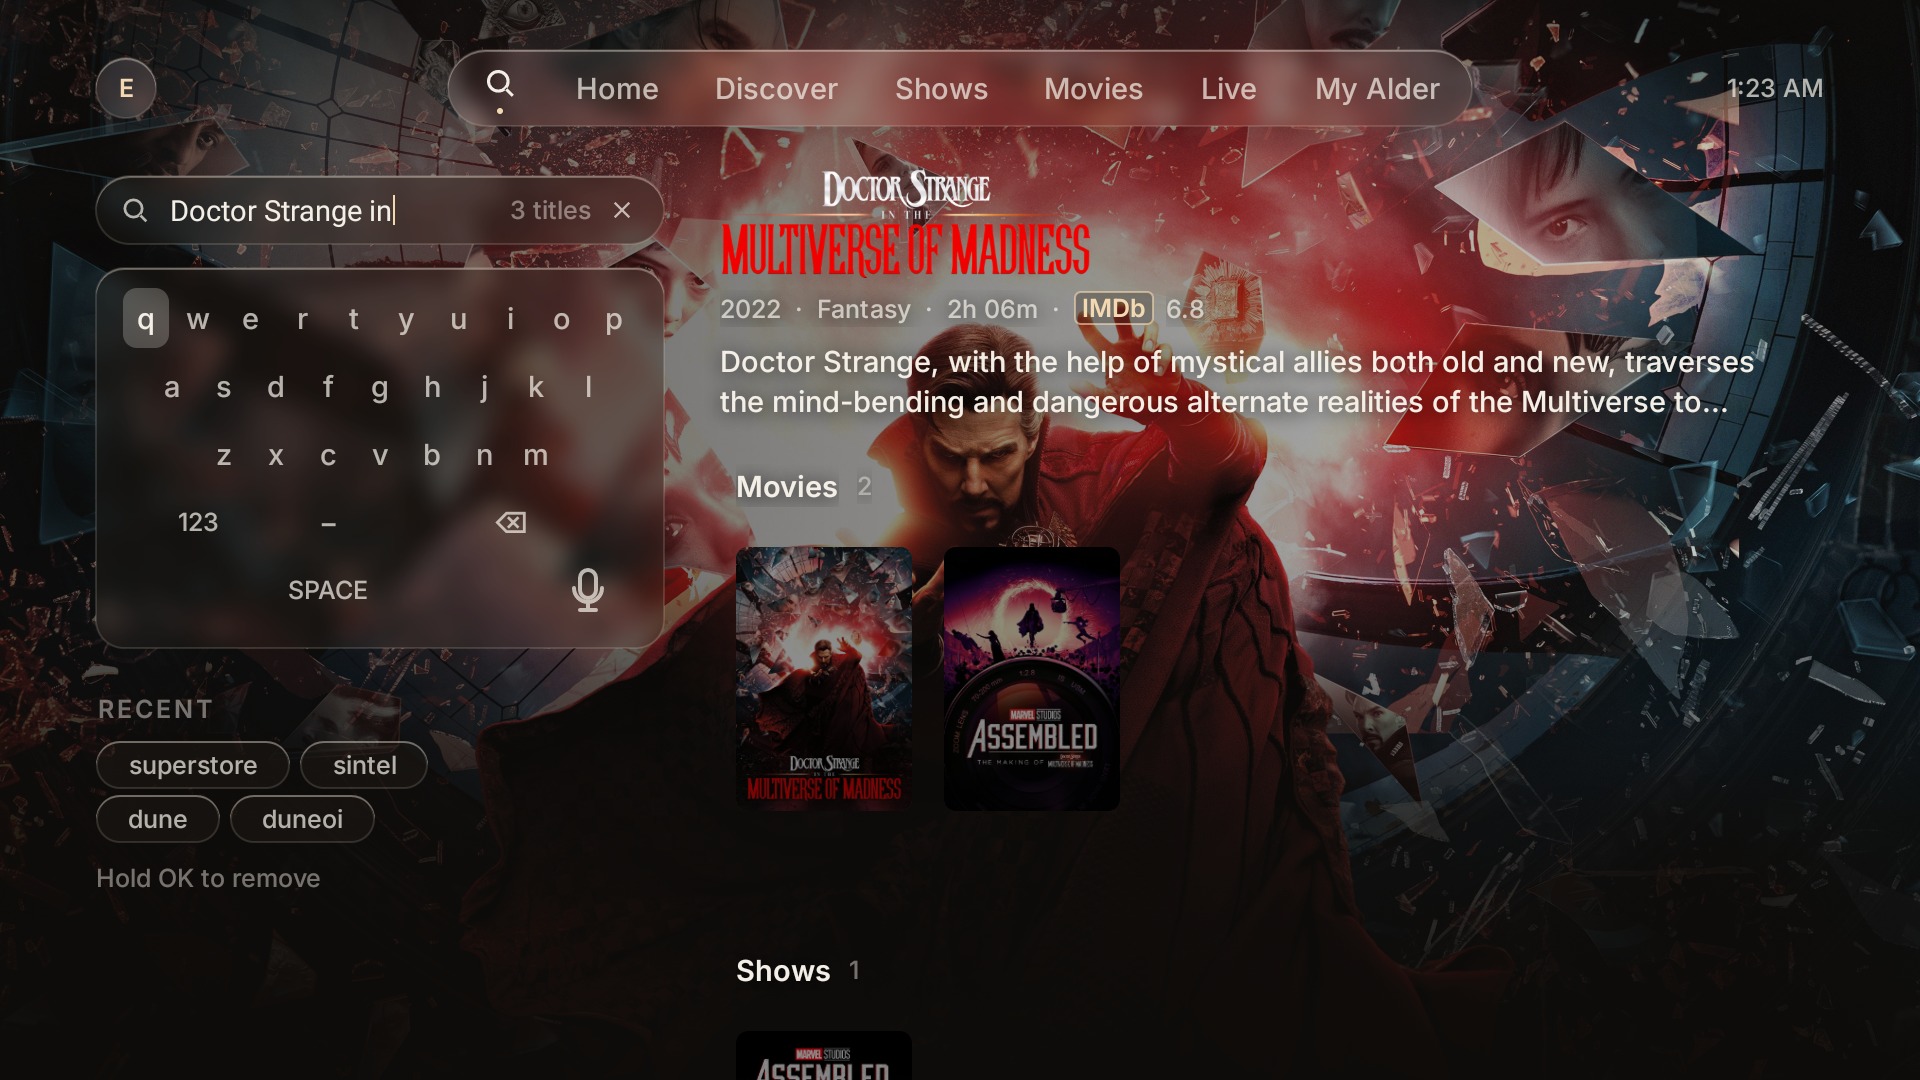 E
Home Discover Shows Movies Live My Alder
1:23 AM
Doctor Strange in 3 titles
q w e r t y u i o p
a s d f g h j k l
z x c v b n m
123 –
SPACE
RECENT
superstore sintel
dune duneoi
Hold OK to remove
DOCTOR STRANGE
IN THE
MULTIVERSE OF MADNESS
2022 · Fantasy · 2h 06m · IMDb 6.8
Doctor Strange, with the help of mystical allies both old and new, traverses
the mind-bending and dangerous alternate realities of the Multiverse to...
Movies 2
DOCTOR STRANGE
IN THE
MULTIVERSE OF MADNESS
MARVEL STUDIOS
ASSEMBLED
THE MAKING OF
Shows 1
MARVEL STUDIOS
ASSEMBLED